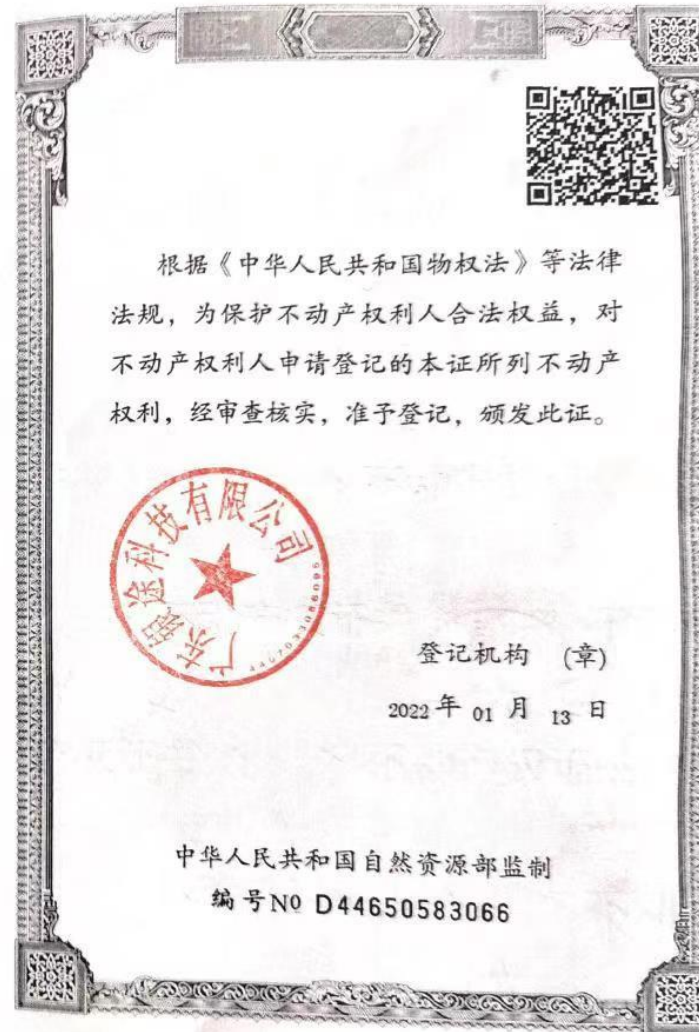 根据《中华人民共和国物权法》等法律
法规，为保护不动产权利人合法权益，对
不动产权利人申请登记的本证所列不动产
权利，经审查核实，准予登记，颁发此证。
科技有限公司
登记机构 (章)
2022 年 01 月 13 日
中华人民共和国自然资源部监制
编号NO D44650583066